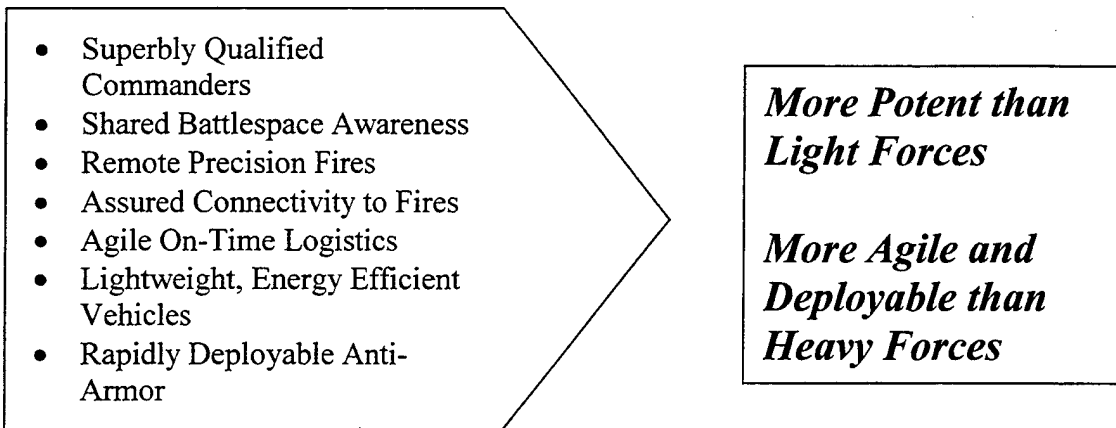 • Superbly Qualified
Commanders
• Shared Battlespace Awareness
• Remote Precision Fires
• Assured Connectivity to Fires
• Agile On-Time Logistics
• Lightweight, Energy Efficient
Vehicles
• Rapidly Deployable Anti-
Armor
More Potent than
Light Forces
More Agile and
Deployable than
Heavy Forces